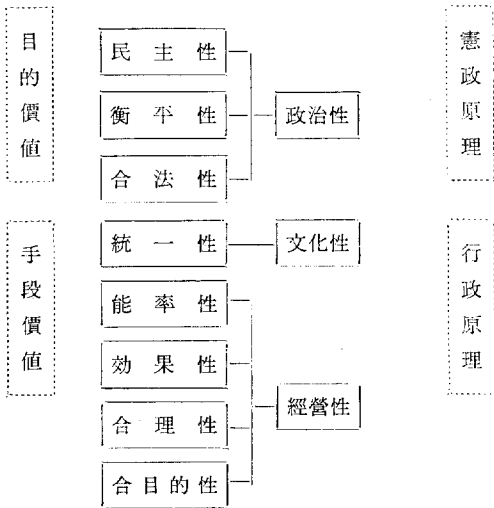 目的價値
民主性
衡平性
合法性
政治性
憲政原理
手段價値
統一性
文化性
能率性
効果性
合理性
合目的性
經營性
行政原理